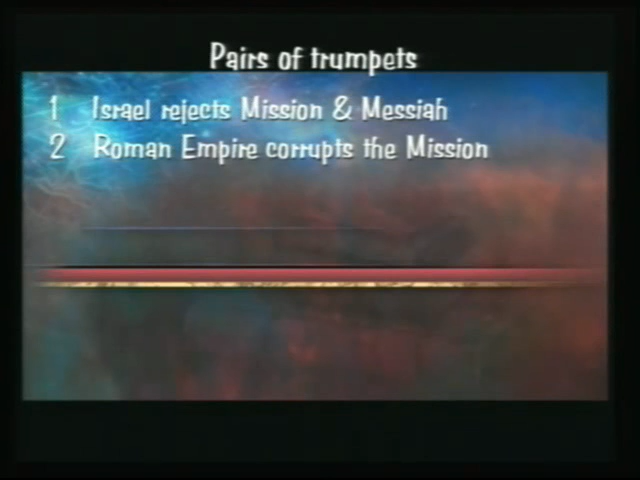 Pairs of trumpets
1 Israel rejects Mission & Messiah
2 Roman Empire corrupts the Mission